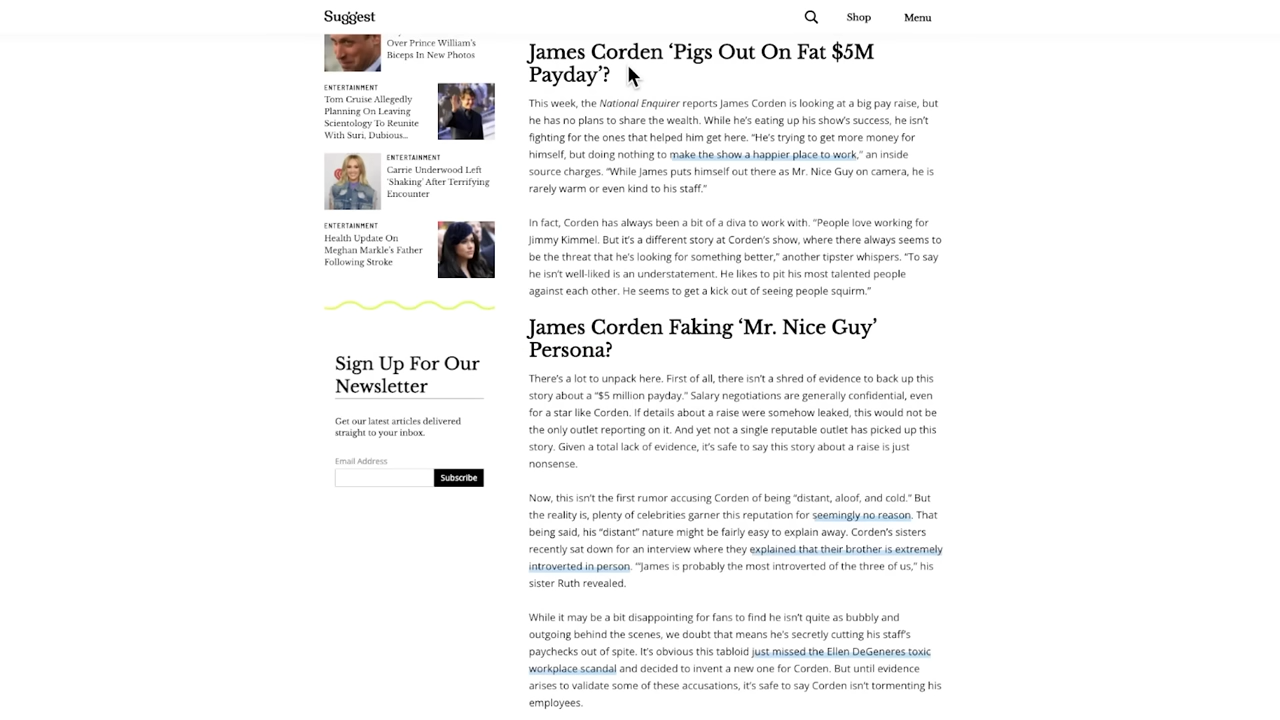 Suggest
Shop
Menu
Over Prince William's
Biceps In New Photos
ENTERTAINMENT
Tom Cruise Allegedly
Planning On Leaving
Scientology To Reunite
With Suri, Dubious...
ENTERTAINMENT
Carrie Underwood Left
'Shaking' After Terrifying
Encounter
ENTERTAINMENT
Health Update On
Meghan Markle's Father
Following Stroke
Sign Up For Our
Newsletter
Get our latest articles delivered
straight to your inbox.
Email Address
Subscribe
James Corden ‘Pigs Out On Fat $5M
Payday’?
This week, the National Enquirer reports James Corden is looking at a big pay raise, but
he has no plans to share the wealth. While he’s eating up his show’s success, he isn’t
fighting for the ones that helped him get here. “He’s trying to get more money for
himself, but doing nothing to make the show a happier place to work,” an inside
source charges. “While James puts himself out there as Mr. Nice Guy on camera, he is
rarely warm or even kind to his staff.”
In fact, Corden has always been a bit of a diva to work with. “People love working for
Jimmy Kimmel. But it’s a different story at Corden’s show, where there always seems to
be the threat that he’s looking for something better,” another tipster whispers. “To say
he isn’t well-liked is an understatement. He likes to pit his most talented people
against each other. He seems to get a kick out of seeing people squirm.”
James Corden Faking ‘Mr. Nice Guy’
Persona?
There’s a lot to unpack here. First of all, there isn’t a shred of evidence to back up this
story about a “$5 million payday.” Salary negotiations are generally confidential, even
for a star like Corden. If details about a raise were somehow leaked, this would not be
the only outlet reporting on it. And yet not a single reputable outlet has picked up this
story. Given a total lack of evidence, it’s safe to say this story about a raise is just
nonsense.
Now, this isn’t the first rumor accusing Corden of being “distant, aloof, and cold.” But
the reality is, plenty of celebrities garner this reputation for seemingly no reason. That
being said, his “distant” nature might be fairly easy to explain away. Corden’s sisters
recently sat down for an interview where they explained that their brother is extremely
introverted in person. “‘James is probably the most introverted of the three of us,” his
sister Ruth revealed.
While it may be a bit disappointing for fans to find he isn’t quite as bubbly and
outgoing behind the scenes, we doubt that means he’s secretly cutting his staff’s
paychecks out of spite. It’s obvious this tabloid just missed the Ellen DeGeneres toxic
workplace scandal and decided to invent a new one for Corden. But until evidence
arises to validate some of these accusations, it’s safe to say Corden isn’t tormenting his
employees.